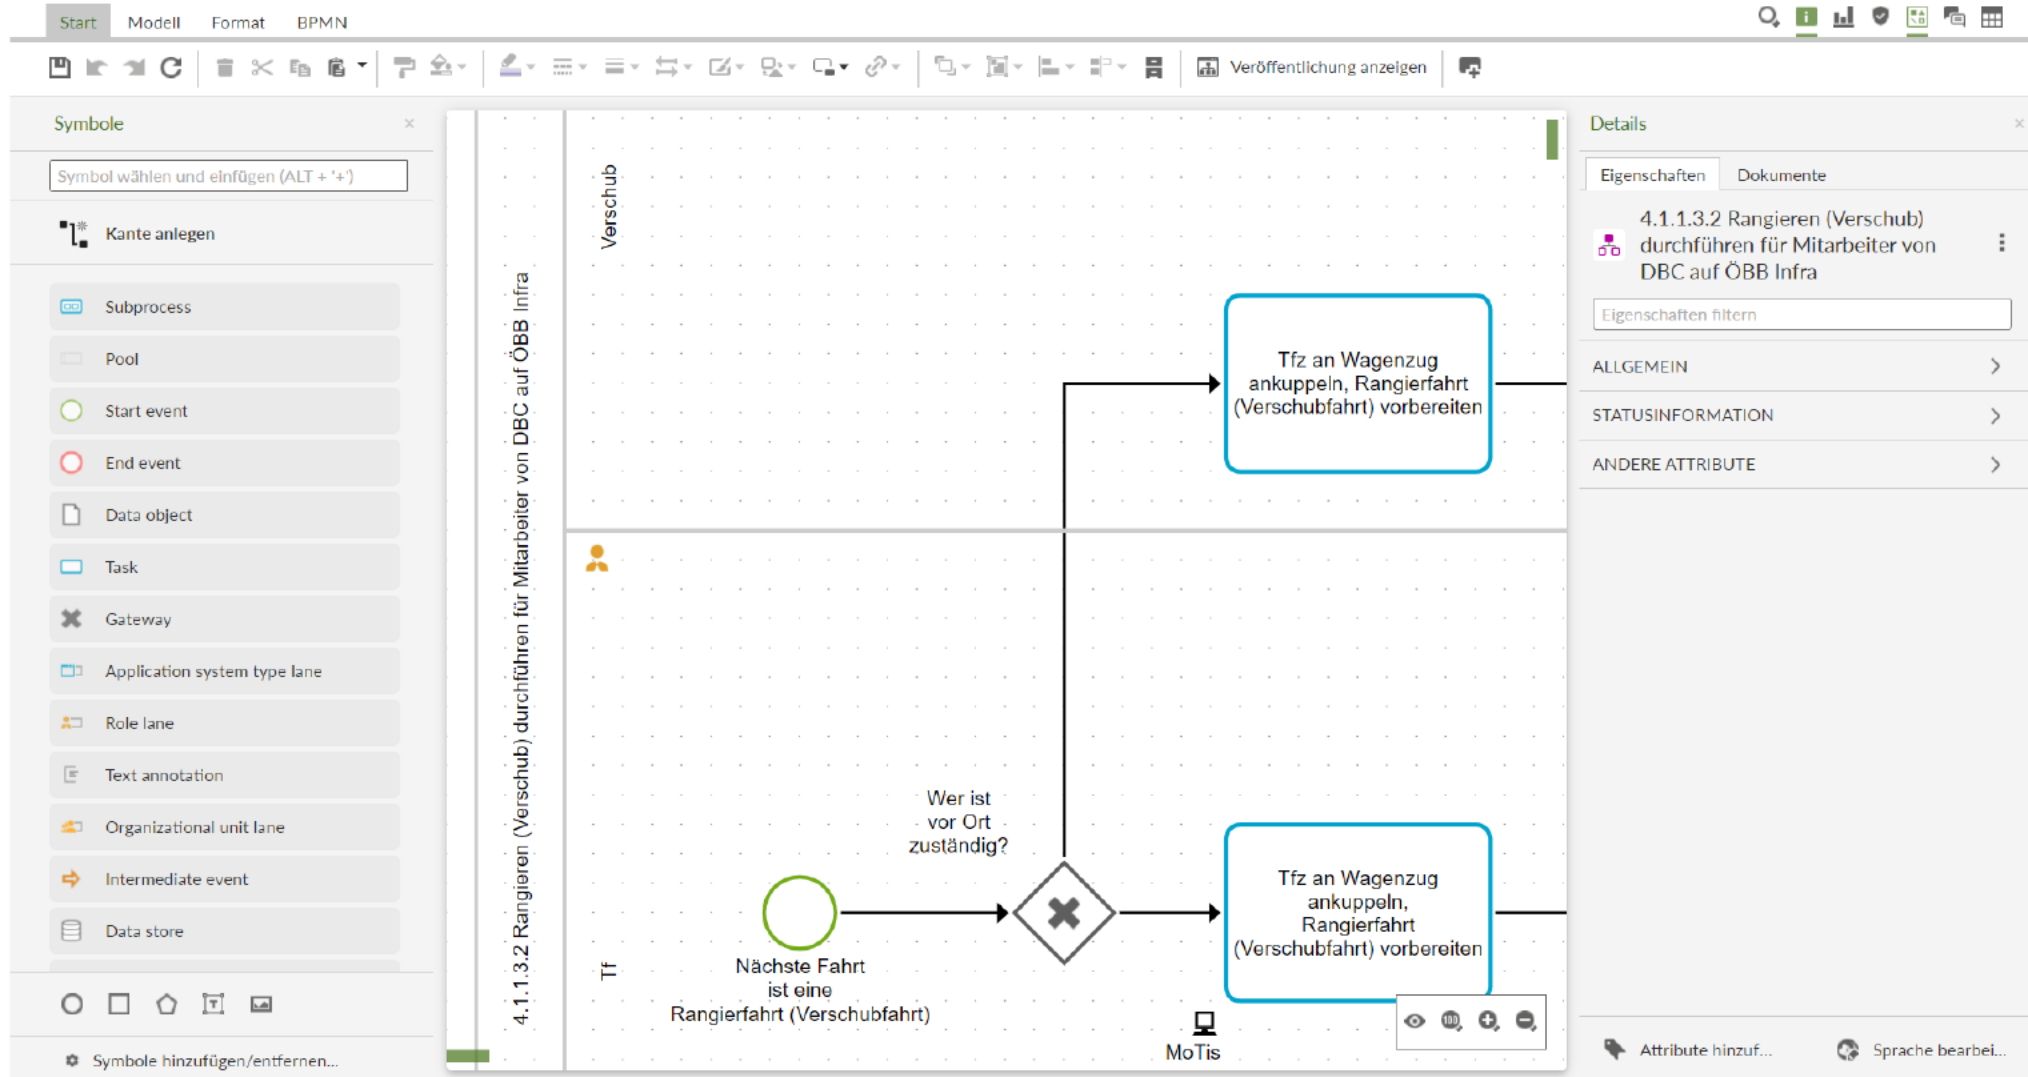 Start Modell Format BPMN
Veröffentlichung anzeigen
Symbole
Symbol wählen und einfügen (ALT + '+')
Kante anlegen
Subprocess
Pool
Start event
End event
Data object
Task
Gateway
Application system type lane
Role lane
Text annotation
Organizational unit lane
Intermediate event
Data store
Symbole hinzufügen/entfernen...
4.1.1.3.2 Rangieren (Verschub) durchführen für Mitarbeiter von DBC auf ÖBB Infra
Verschub
Tfz an Wagenzug
ankuppeln, Rangierfahrt
(Verschubfahrt) vorbereiten
Tf
Wer ist
vor Ort
zuständig?
Nächste Fahrt
ist eine
Rangierfahrt (Verschubfahrt)
Tfz an Wagenzug
ankuppeln,
Rangierfahrt
(Verschubfahrt) vorbereiten
MoTis
100
Details
Eigenschaften Dokumente
4.1.1.3.2 Rangieren (Verschub)
durchführen für Mitarbeiter von
DBC auf ÖBB Infra
Eigenschaften filtern
ALLGEMEIN
STATUSINFORMATION
ANDERE ATTRIBUTE
Attribute hinzuf... Sprache bearbei...